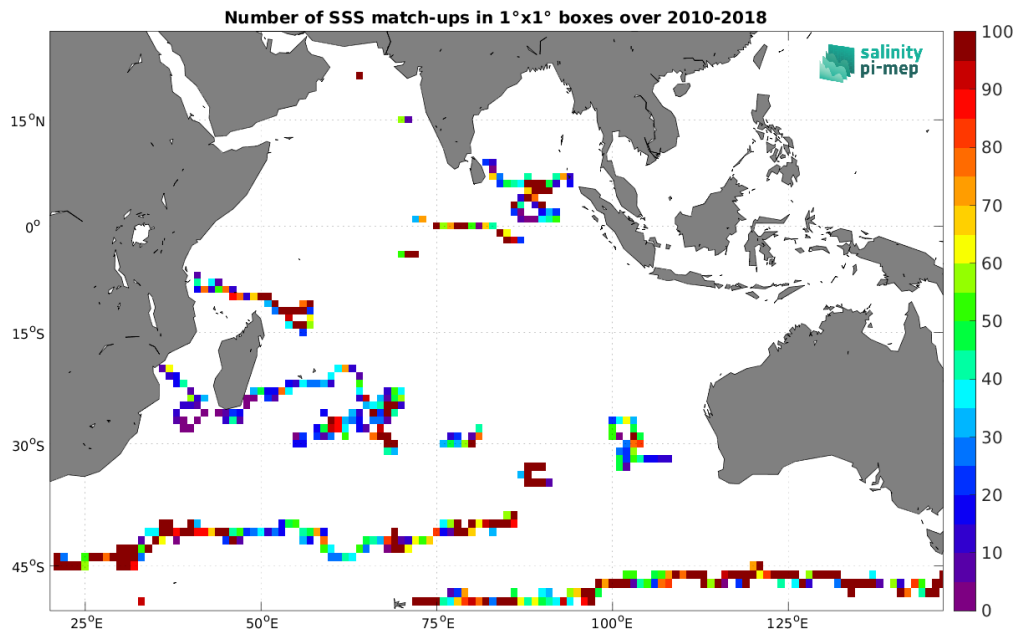 Number of SSS match-ups in 1°x1° boxes over 2010-2018
salinity
pi-mep
15°N
0°
15°S
30°S
45°S
25°E
50°E
75°E
100°E
125°E
100
90
80
70
60
50
40
30
20
10
0